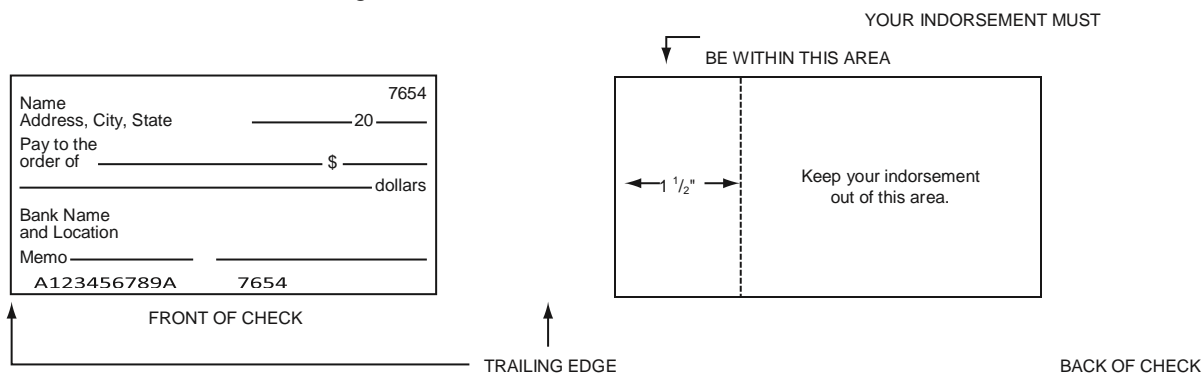 YOUR INDORSEMENT MUST
BE WITHIN THIS AREA
7654
Name
Address, City, State 20
Pay to the
order of $
dollars
Bank Name
and Location
Memo
A123456789A 7654
1 1/2"
Keep your indorsement
out of this area.
FRONT OF CHECK
TRAILING EDGE
BACK OF CHECK